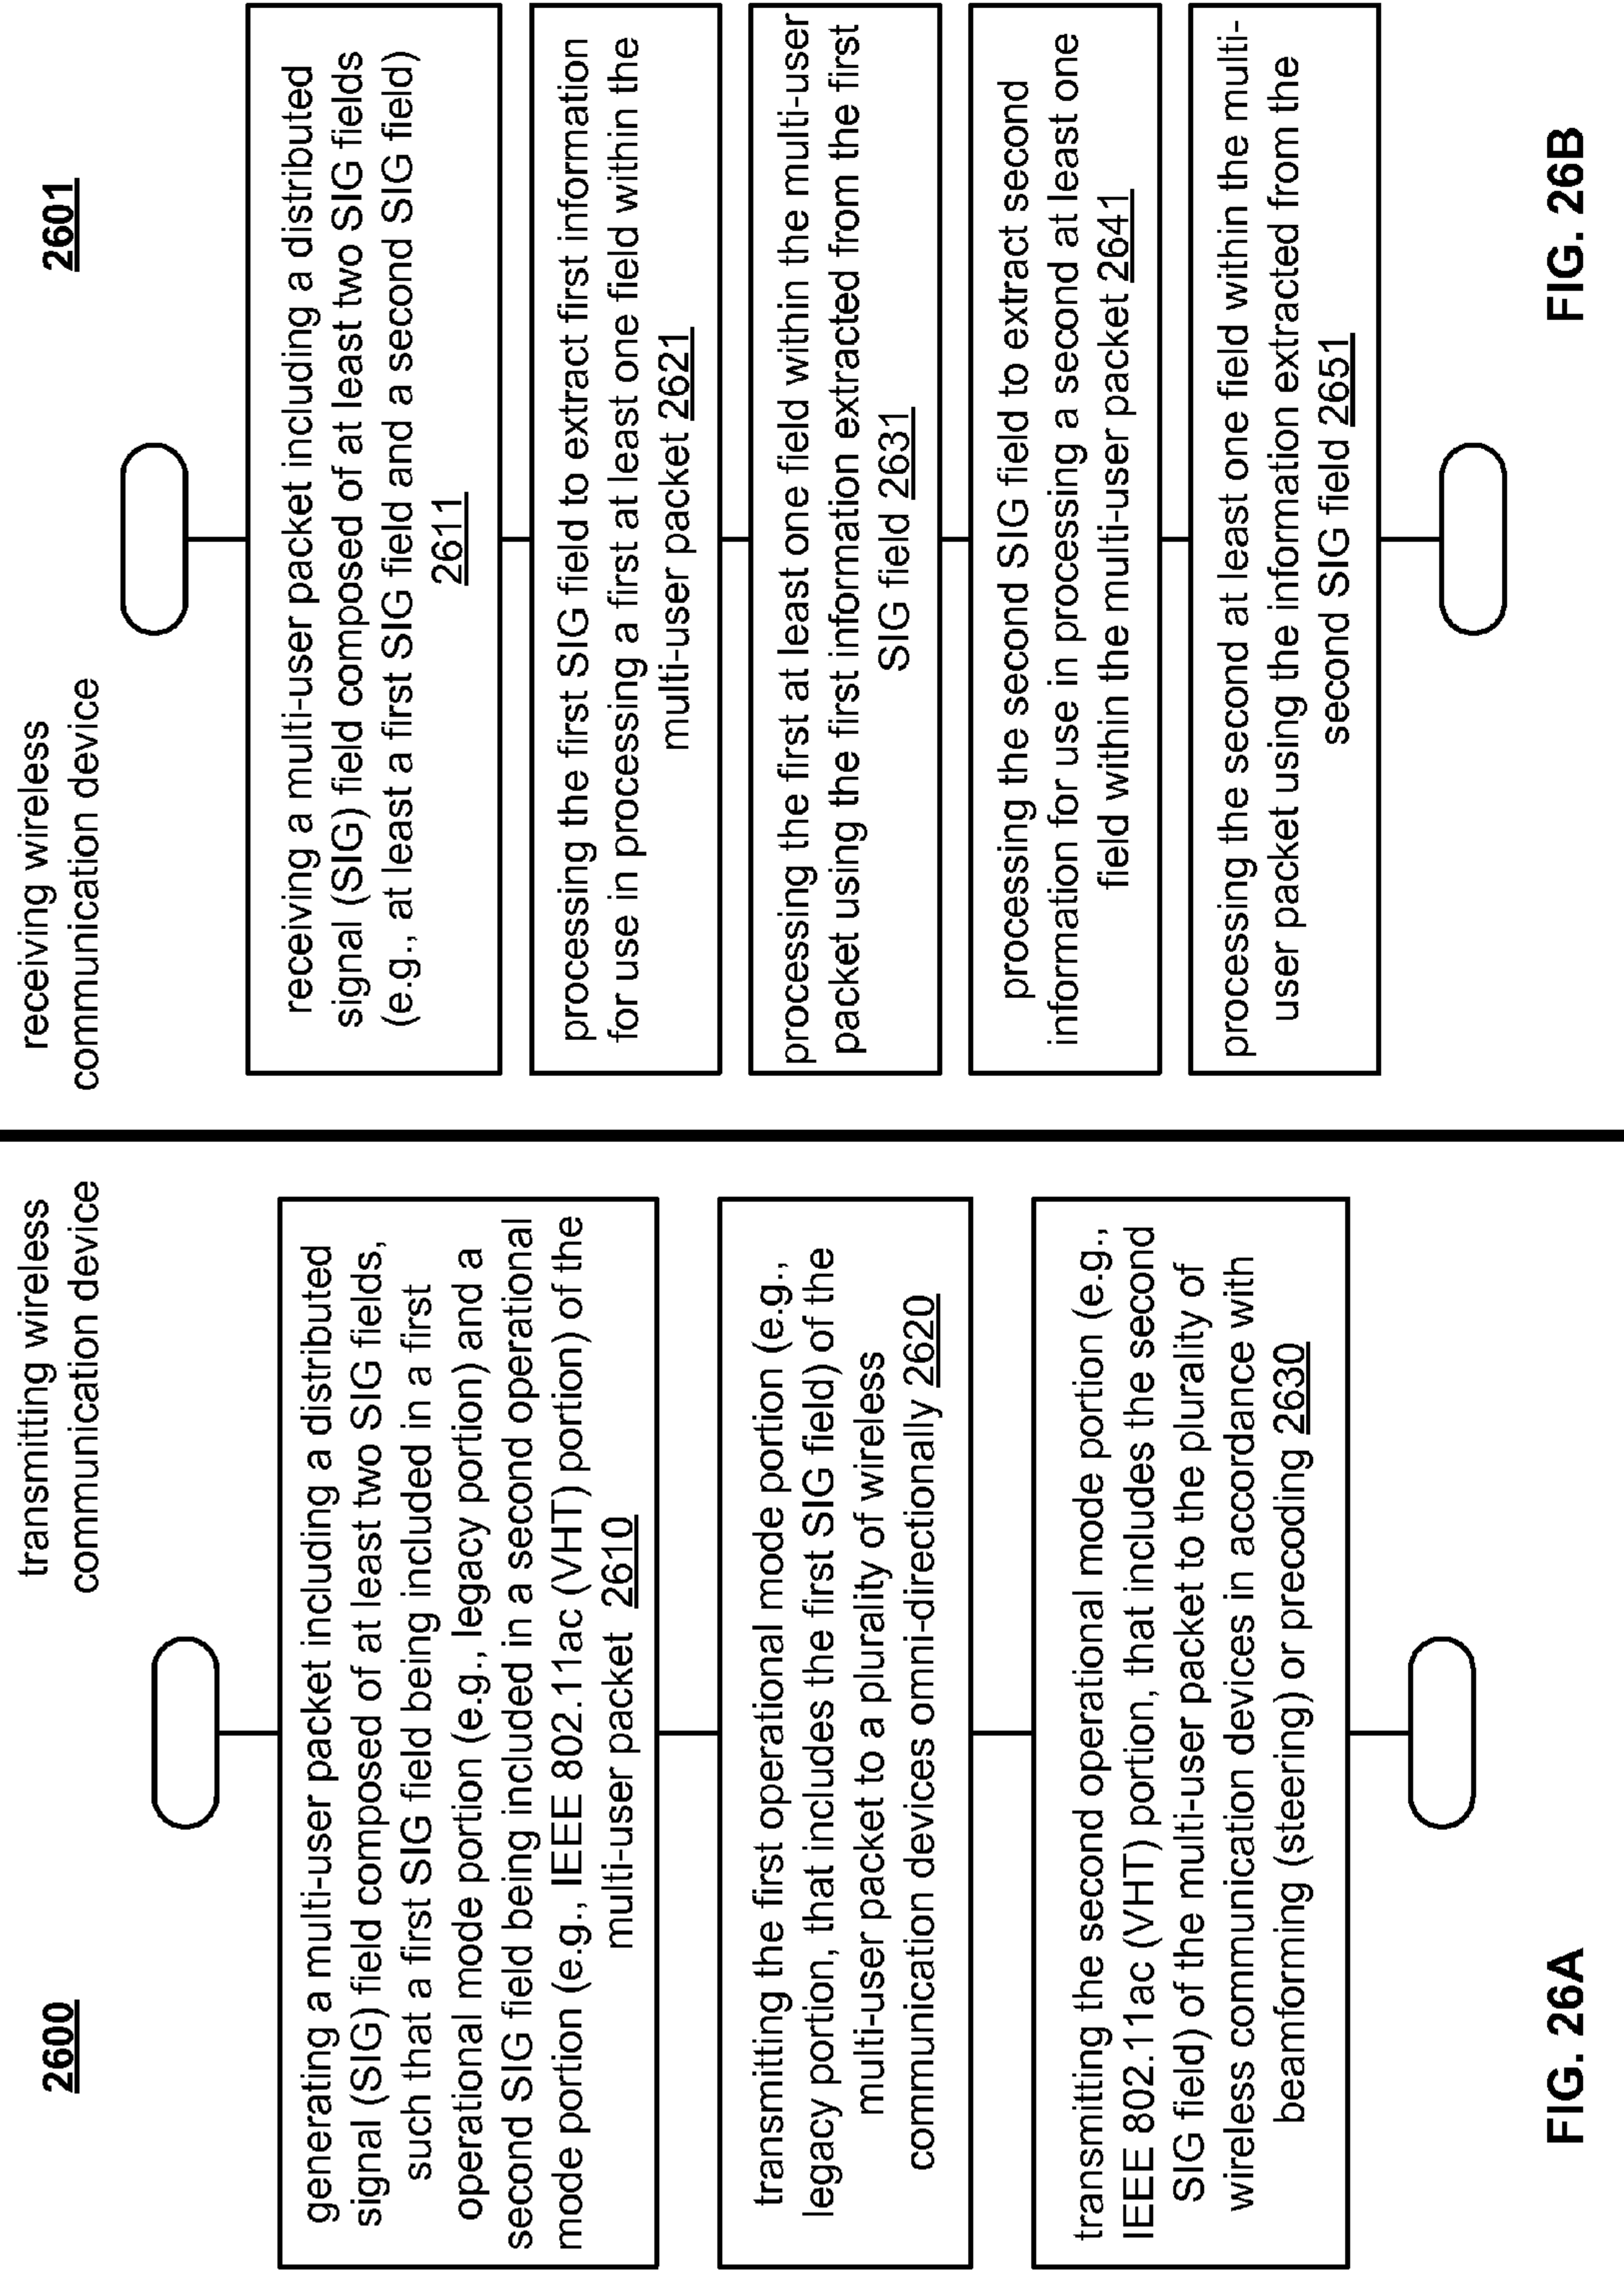 2600
transmitting wireless
communication device
generating a multi-user packet including a distributed
signal (SIG) field composed of at least two SIG fields,
such that a first SIG field being included in a first
operational mode portion (e.g., legacy portion) and a
second SIG field being included in a second operational
mode portion (e.g., IEEE 802.11ac (VHT) portion) of the
multi-user packet 2610
transmitting the first operational mode portion (e.g.,
legacy portion, that includes the first SIG field) of the
multi-user packet to a plurality of wireless
communication devices omni-directionally 2620
transmitting the second operational mode portion (e.g.,
IEEE 802.11ac (VHT) portion, that includes the second
SIG field) of the multi-user packet to the plurality of
wireless communication devices in accordance with
beamforming (steering) or precoding 2630
FIG. 26A
2601
receiving wireless
communication device
receiving a multi-user packet including a distributed
signal (SIG) field composed of at least two SIG fields
(e.g., at least a first SIG field and a second SIG field)
2611
processing the first SIG field to extract first information
for use in processing a first at least one field within the
multi-user packet 2621
processing the first at least one field within the multi-user
packet using the first information extracted from the first
SIG field 2631
processing the second SIG field to extract second
information for use in processing a second at least one
field within the multi-user packet 2641
processing the second at least one field within the multi-
user packet using the information extracted from the
second SIG field 2651
FIG. 26B